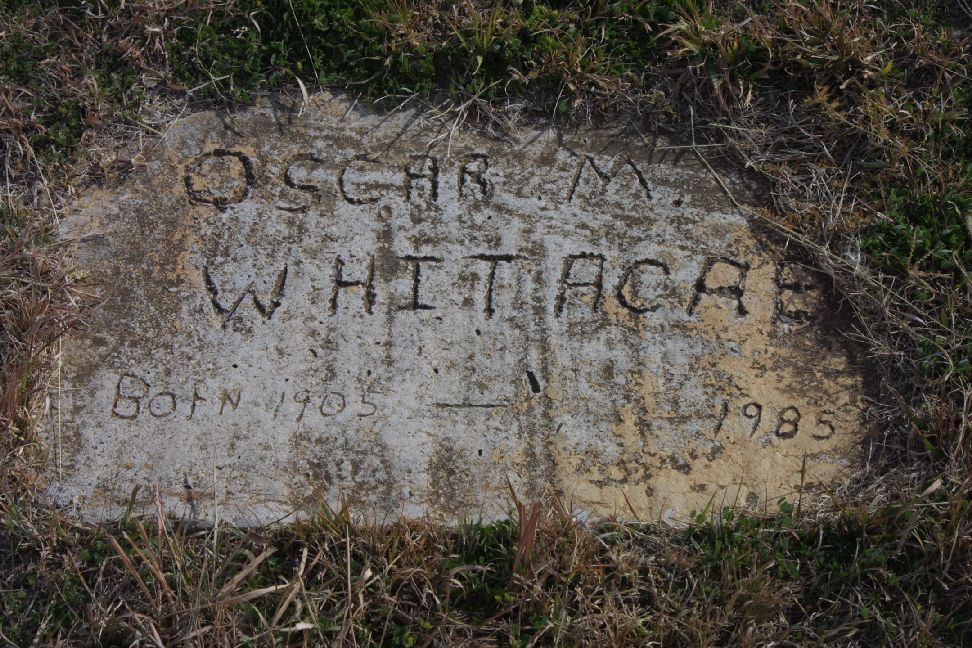 OSCAR M.
WHITACRE
BORN 1905 — 1985